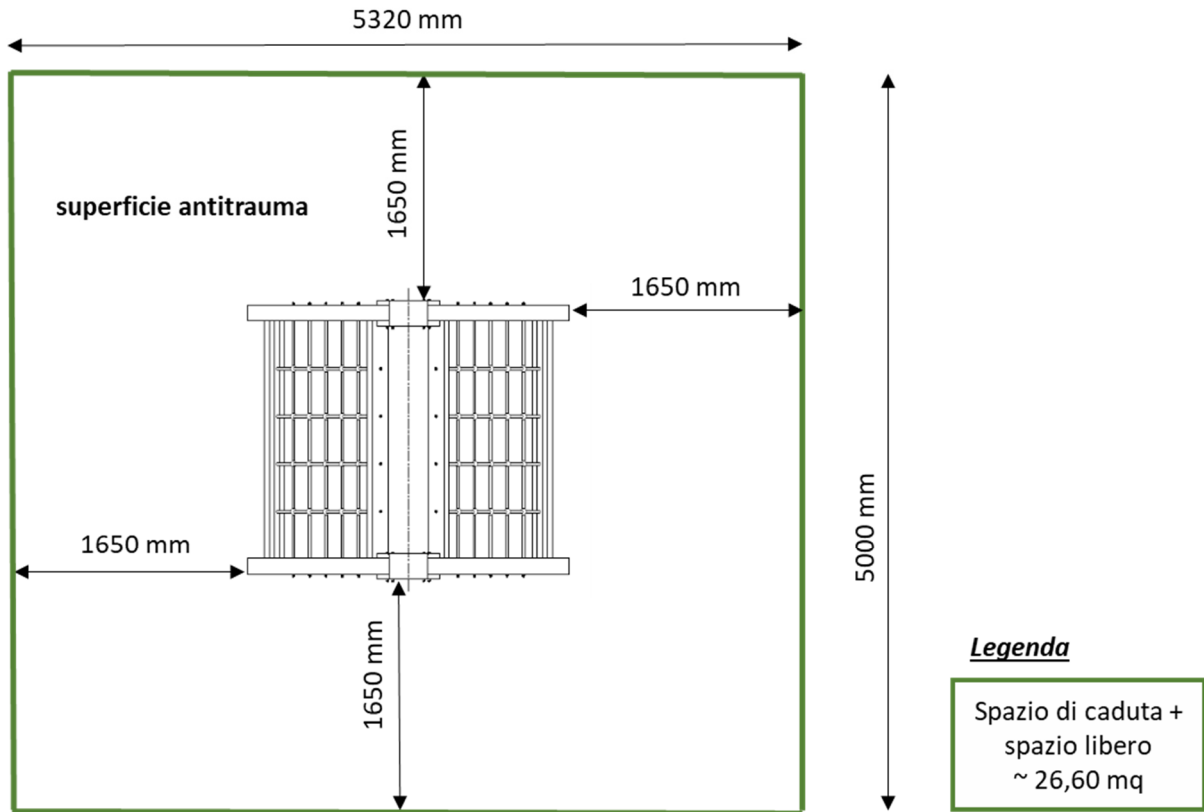 5320 mm
1650 mm
superficie antitrauma
1650 mm
1650 mm
1650 mm
5000 mm
Legenda
Spazio di caduta +
spazio libero
~ 26,60 mq